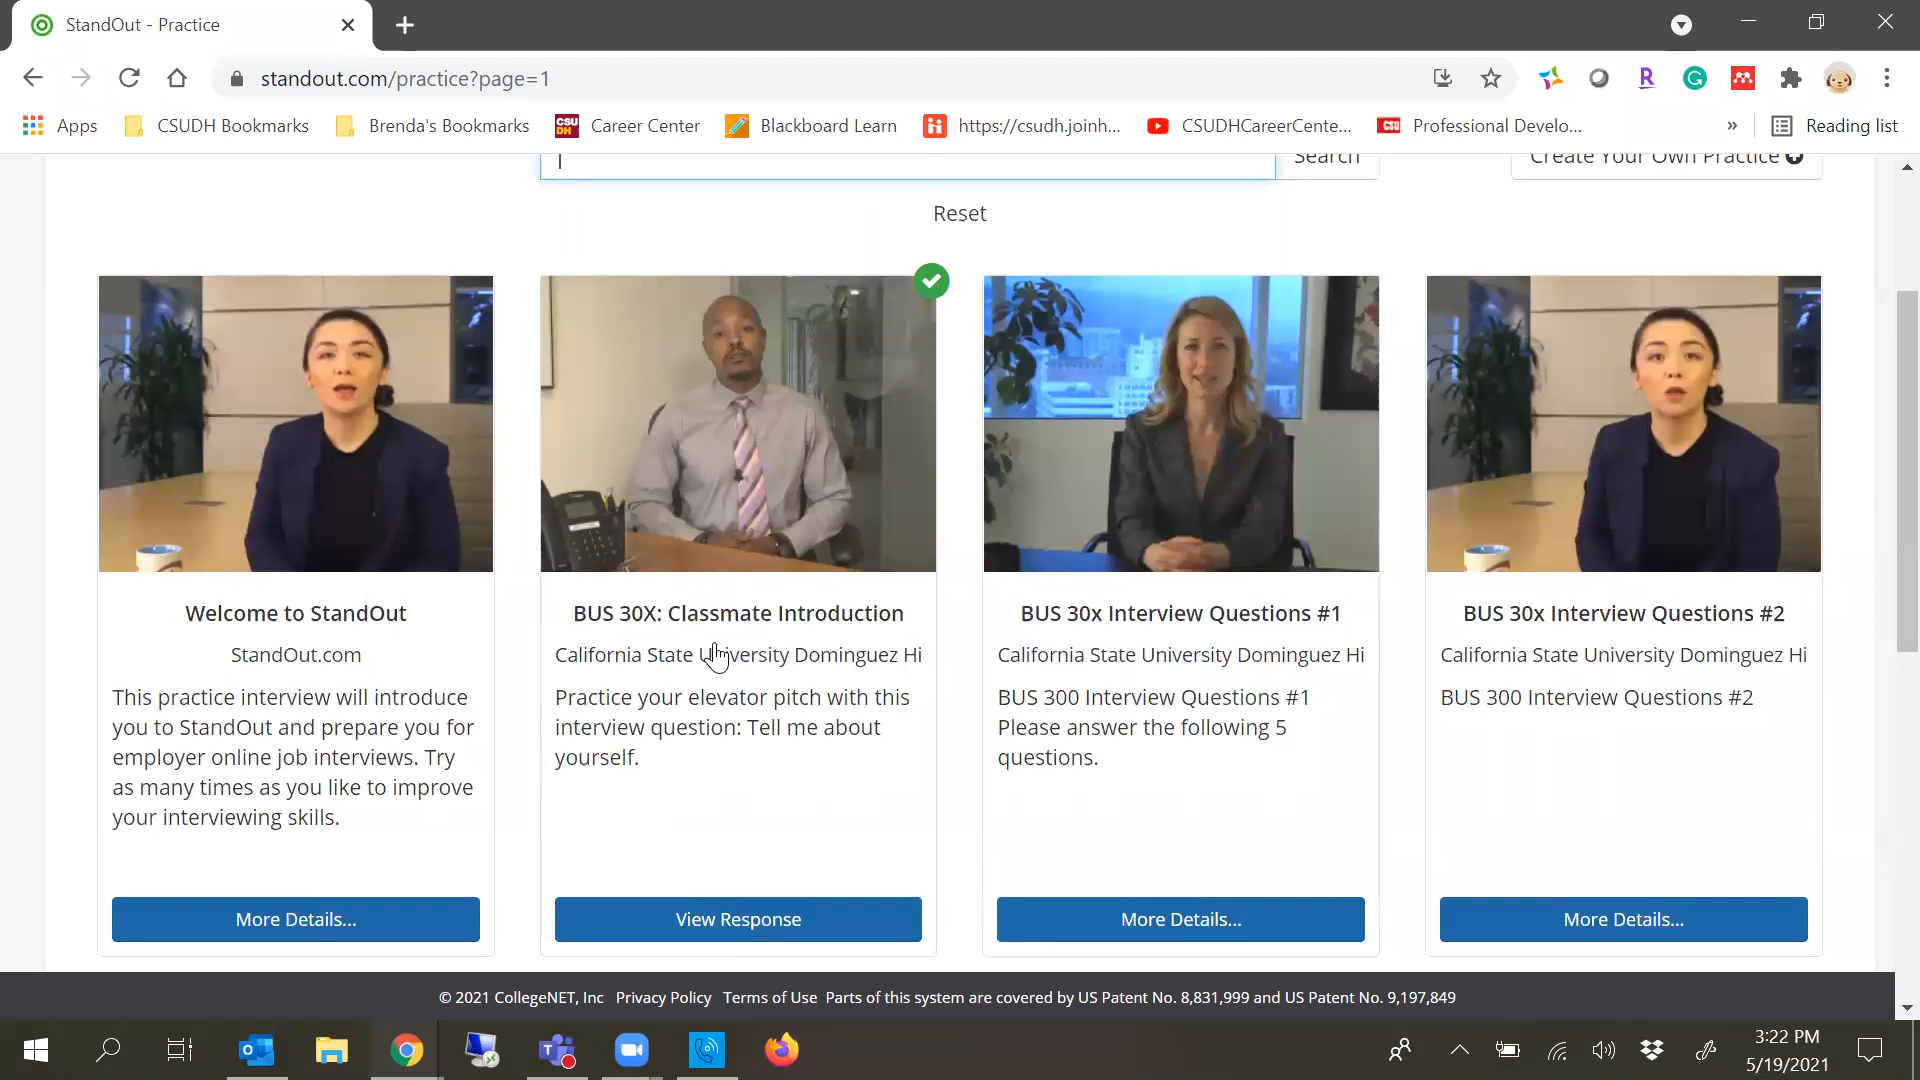 StandOut - Practice
standout.com/practice?page=1
Apps CSUDH Bookmarks Brenda's Bookmarks CSU DH Career Center Blackboard Learn https://csudh.joinh... CSUDHCareerCente... CSU Professional Develo... » Reading list
Search Create Your Own Practice
Reset
Welcome to StandOut
StandOut.com
This practice interview will introduce
you to StandOut and prepare you for
employer online job interviews. Try
as many times as you like to improve
your interviewing skills.
More Details...
BUS 30X: Classmate Introduction
California State University Dominguez Hi
Practice your elevator pitch with this
interview question: Tell me about
yourself.
View Response
BUS 30x Interview Questions #1
California State University Dominguez Hi
BUS 300 Interview Questions #1
Please answer the following 5
questions.
More Details...
BUS 30x Interview Questions #2
California State University Dominguez Hi
BUS 300 Interview Questions #2
More Details...
© 2021 CollegeNET, Inc Privacy Policy Terms of Use Parts of this system are covered by US Patent No. 8,831,999 and US Patent No. 9,197,849
3:22 PM
5/19/2021